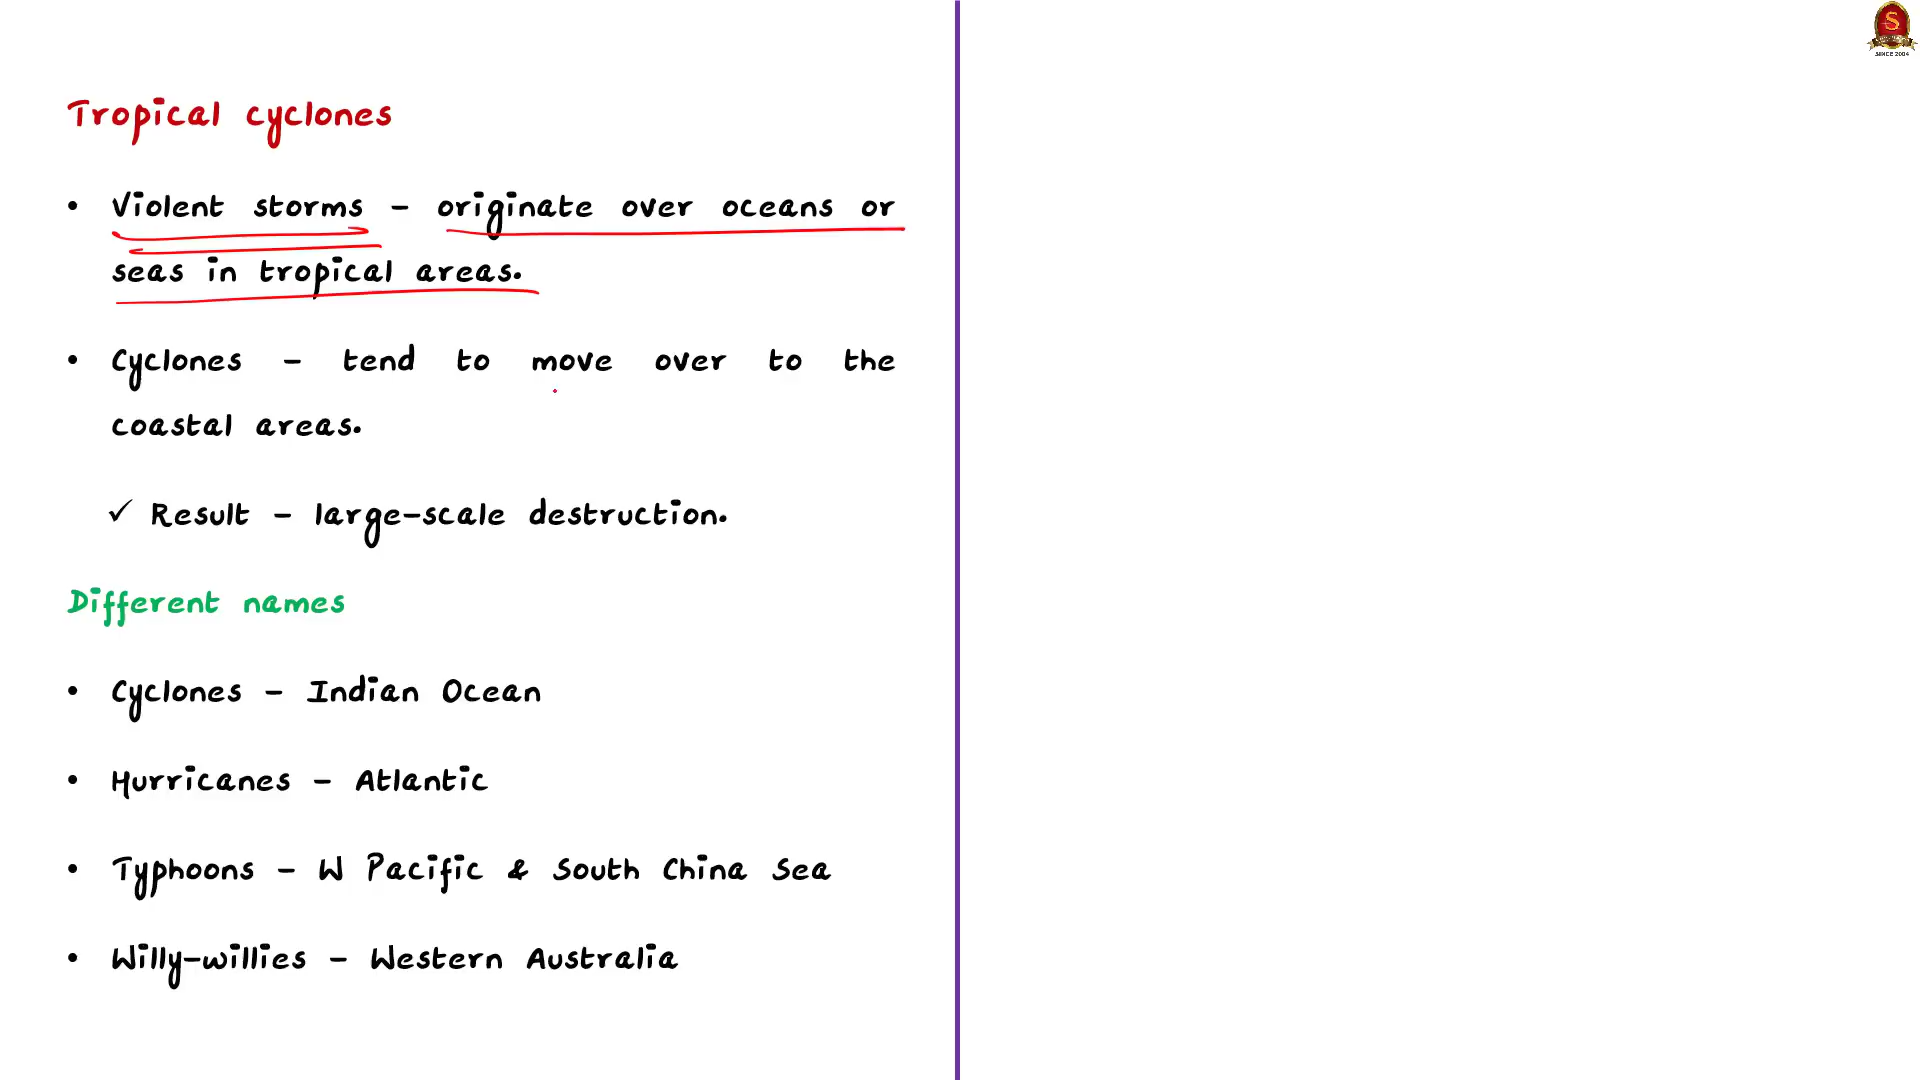 Tropical cyclones
• Violent storms – originate over oceans or
seas in tropical areas.
• Cyclones – tend to move over to the
coastal areas.
✓ Result – large-scale destruction.
Different names
• Cyclones – Indian Ocean
• Hurricanes – Atlantic
• Typhoons – W Pacific & South China Sea
• Willy-willies – Western Australia
S
SINCE 2004